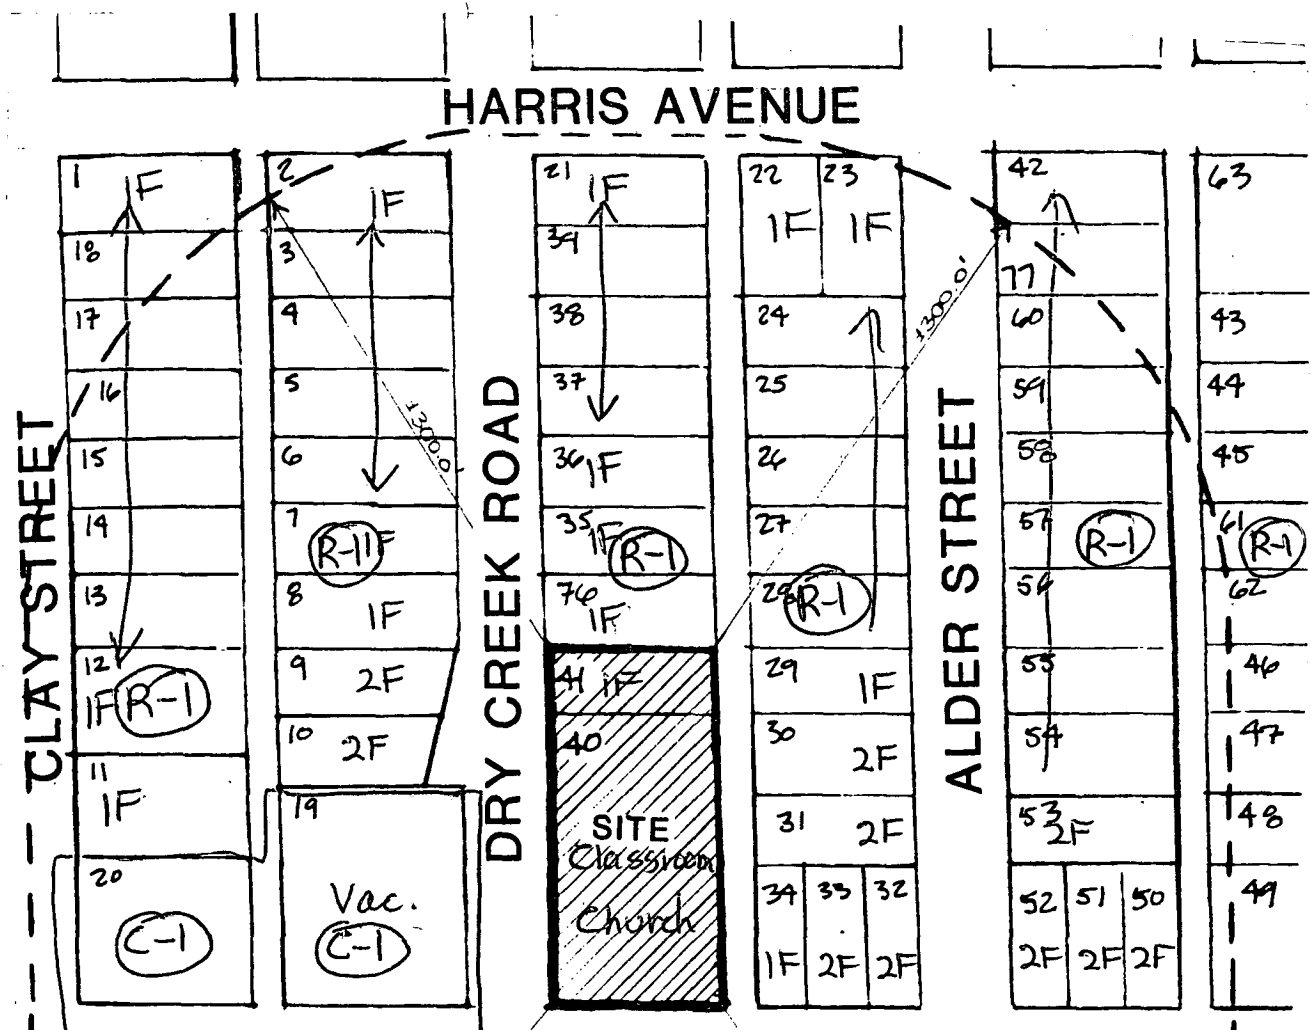 HARRIS AVENUE
CLAY STREET
1 1F
18
17
16
15
14
13
12
1F R-1
11
1F
20
C-1
2
1F
3
4
5
6
7
R-1 1F
8
1F
9
2F
10
2F
19
Vac.
C-1
±300.0'
DRY CREEK ROAD
21 1F
39
38
37
36 1F
35 1F R-1
76
1F
41 1F
40
SITE
Classroom
Church
22 23
1F 1F
24
25
26
27
28 R-1
29
1F
30
2F
31 2F
34 33 32
1F 2F 2F
±300.0'
ALDER STREET
42
77
60
59
58
57 R-1
56
55
54
53
2F
52 51 50
2F 2F 2F
63
43
44
45
61 R-1
62
46
47
48
49